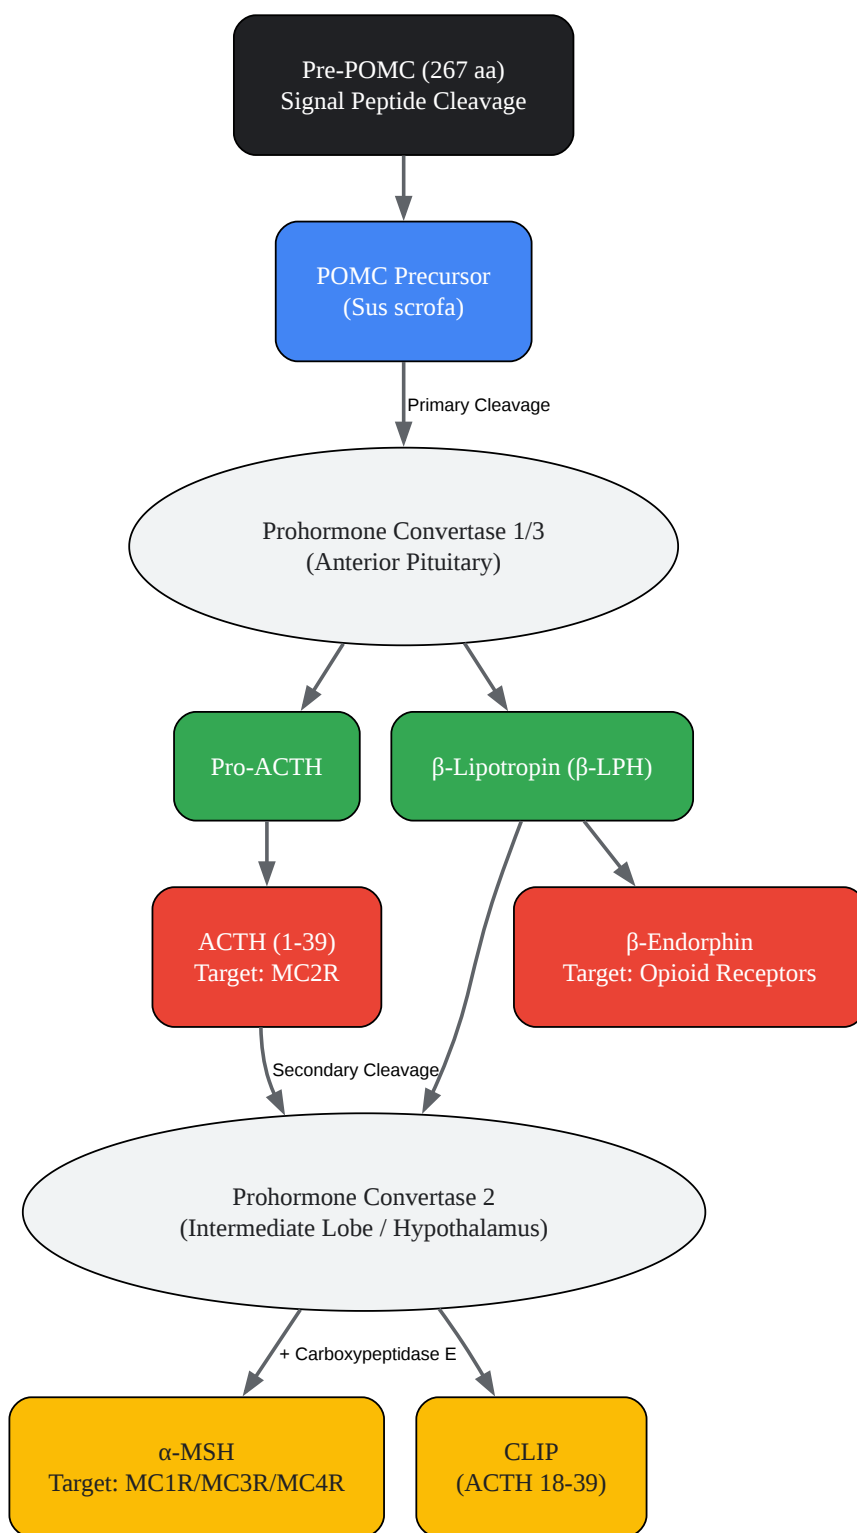 Pre-POMC (267 aa)
Signal Peptide Cleavage
POMC Precursor
(Sus scrofa)
Primary Cleavage
Prohormone Convertase 1/3
(Anterior Pituitary)
Pro-ACTH
β-Lipotropin (β-LPH)
ACTH (1-39)
Target: MC2R
β-Endorphin
Target: Opioid Receptors
Secondary Cleavage
Prohormone Convertase 2
(Intermediate Lobe / Hypothalamus)
+ Carboxypeptidase E
α-MSH
Target: MC1R/MC3R/MC4R
CLIP
(ACTH 18-39)